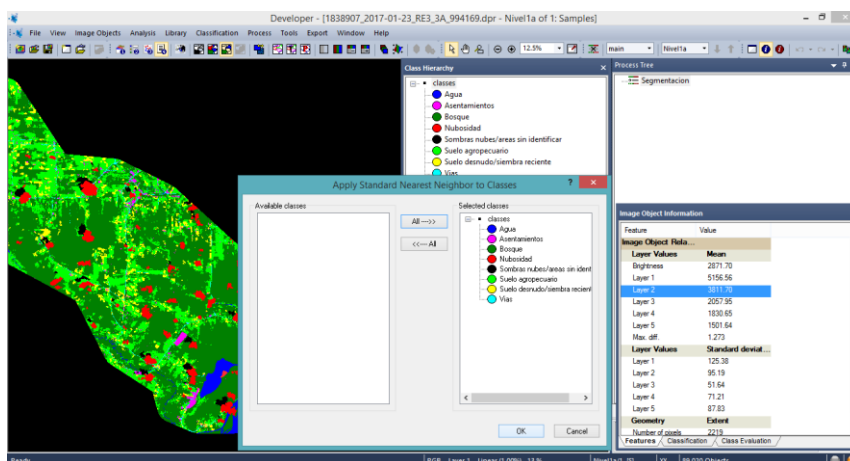 Developer - [1838907_2017-01-23_RE3_3A_994169.dpr - Nivel1a of 1: Samples]
File View Image Objects Analysis Library Classification Process Tools Export Window Help
12.5% main Nivel1a
Class Hierarchy
classes
Agua
Asentamientos
Bosque
Nubosidad
Sombras nubes/areas sin identificar
Suelo agropecuario
Suelo desnudo/siembra reciente
Vias
Process Tree
Segmentacion
Apply Standard Nearest Neighbor to Classes
Available classes
All --->>
<<--- All
Selected classes
classes
Agua
Asentamientos
Bosque
Nubosidad
Sombras nubes/areas sin ident
Suelo agropecuario
Suelo desnudo/siembra recient
Vias
OK Cancel
Image Object Information
Feature Value
Image Object Rela...
Layer Values Mean
Brightness 2871.70
Layer 1 5156.56
Layer 2 3811.70
Layer 3 2057.95
Layer 4 1830.65
Layer 5 1501.64
Max. diff. 1.273
Layer Values Standard deviat...
Layer 1 125.38
Layer 2 95.19
Layer 3 51.64
Layer 4 71.21
Layer 5 87.83
Geometry Extent
Number of pixels 2219
Features Classification Class Evaluation